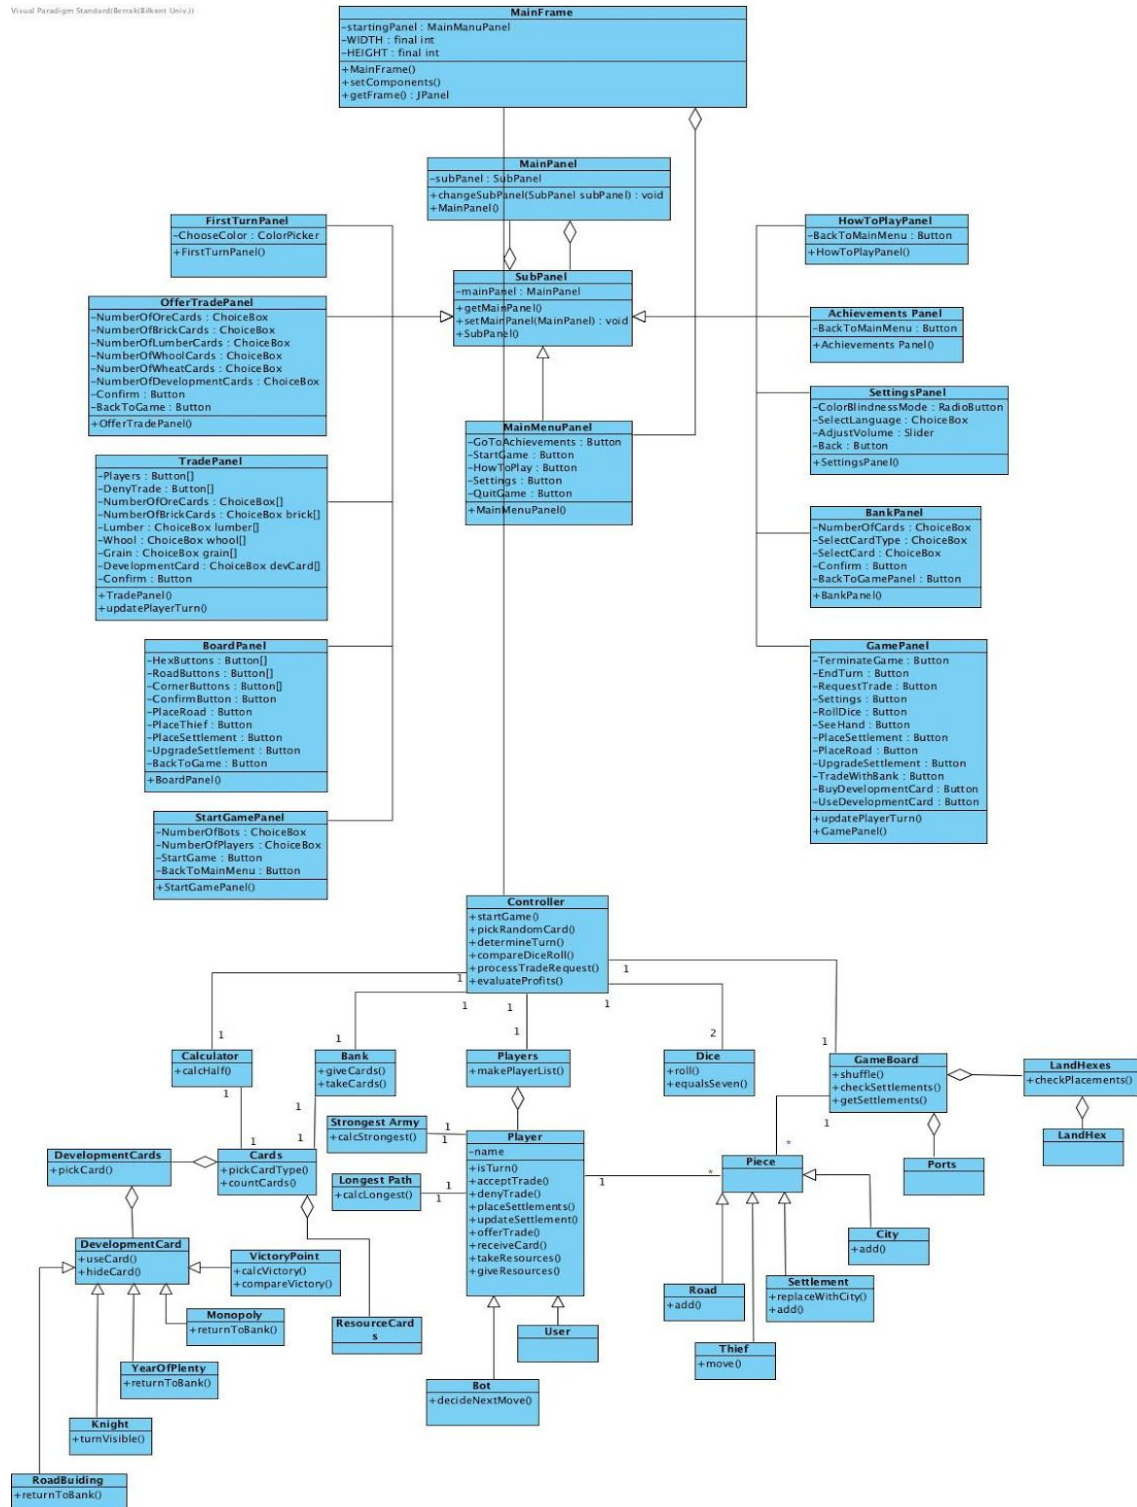 Visual Paradigm Standard(Berrak(Bilkent Univ.))
MainFrame
-startingPanel : MainManuPanel
-WIDTH : final int
-HEIGHT : final int
+MainFrame()
+setComponents()
+getFrame() : JPanel
MainPanel
-subPanel : SubPanel
+changeSubPanel(SubPanel subPanel) : void
+MainPanel()
FirstTurnPanel
-ChooseColor : ColorPicker
+FirstTurnPanel()
HowToPlayPanel
-BackToMainMenu : Button
+HowToPlayPanel()
SubPanel
-mainPanel : MainPanel
+getMainPanel()
+setMainPanel(MainPanel) : void
+SubPanel()
OfferTradePanel
-NumberOfOreCards : ChoiceBox
-NumberOfBrickCards : ChoiceBox
-NumberOfLumberCards : ChoiceBox
-NumberOfWhoolCards : ChoiceBox
-NumberOfWheatCards : ChoiceBox
-NumberOfDevelopmentCards : ChoiceBox
-Confirm : Button
-BackToGame : Button
+OfferTradePanel()
Achievements Panel
-BackToMainMenu : Button
+Achievements Panel()
SettingsPanel
-ColorBlindnessMode : RadioButton
-SelectLanguage : ChoiceBox
-AdjustVolume : Slider
-Back : Button
+SettingsPanel()
MainMenuPanel
-GoToAchievements : Button
-StartGame : Button
-HowToPlay : Button
-Settings : Button
-QuitGame : Button
+MainMenuPanel()
TradePanel
-Players : Button[]
-DenyTrade : Button[]
-NumberOfOreCards : ChoiceBox[]
-NumberOfBrickCards : ChoiceBox brick[]
-Lumber : ChoiceBox lumber[]
-Whool : ChoiceBox whool[]
-Grain : ChoiceBox grain[]
-DevelopmentCard : ChoiceBox devCard[]
-Confirm : Button
+TradePanel()
+updatePlayerTurn()
BankPanel
-NumberOfCards : ChoiceBox
-SelectCardType : ChoiceBox
-SelectCard : ChoiceBox
-Confirm : Button
-BackToGamePanel : Button
+BankPanel()
BoardPanel
-HexButtons : Button[]
-RoadButtons : Button[]
-CornerButtons : Button[]
-ConfirmButton : Button
-PlaceRoad : Button
-PlaceThief : Button
-PlaceSettlement : Button
-UpgradeSettlement : Button
-BackToGame : Button
+BoardPanel()
GamePanel
-TerminateGame : Button
-EndTurn : Button
-RequestTrade : Button
-Settings : Button
-RollDice : Button
-SeeHand : Button
-PlaceSettlement : Button
-PlaceRoad : Button
-UpgradeSettlement : Button
-TradeWithBank : Button
-BuyDevelopmentCard : Button
-UseDevelopmentCard : Button
+updatePlayerTurn()
+GamePanel()
StartGamePanel
-NumberOfBots : ChoiceBox
-NumberOfPlayers : ChoiceBox
-StartGame : Button
-BackToMainMenu : Button
+StartGamePanel()
Controller
+startGame()
+pickRandomCard()
+determineTurn()
+compareDiceRoll()
+processTradeRequest()
+evaluateProfits()
1
1
1
1
1
1
1
1
1
2
1
Calculator
+calcHalf()
Bank
+giveCards()
+takeCards()
Players
+makePlayerList()
Dice
+roll()
+equalsSeven()
GameBoard
+shuffle()
+checkSettlements()
+getSettlements()
LandHexes
+checkPlacements()
1
1
1
1
1
*
Strongest Army
+calcStrongest()
1
1
Player
-name
+isTurn()
+acceptTrade()
+denyTrade()
+placeSettlements()
+updateSettlement()
+offerTrade()
+receiveCard()
+takeResources()
+giveResources()
LandHex
DevelopmentCards
+pickCard()
Cards
+pickCardType()
+countCards()
Longest Path
+calcLongest()
1
1
1
*
Piece
Ports
DevelopmentCard
+useCard()
+hideCard()
VictoryPoint
+calcVictory()
+compareVictory()
City
+add()
Road
+add()
Settlement
+replaceWithCity()
+add()
Monopoly
+returnToBank()
ResourceCard
s
User
Thief
+move()
YearOfPlenty
+returnToBank()
Bot
+decideNextMove()
Knight
+turnVisible()
RoadBuiding
+returnToBank()